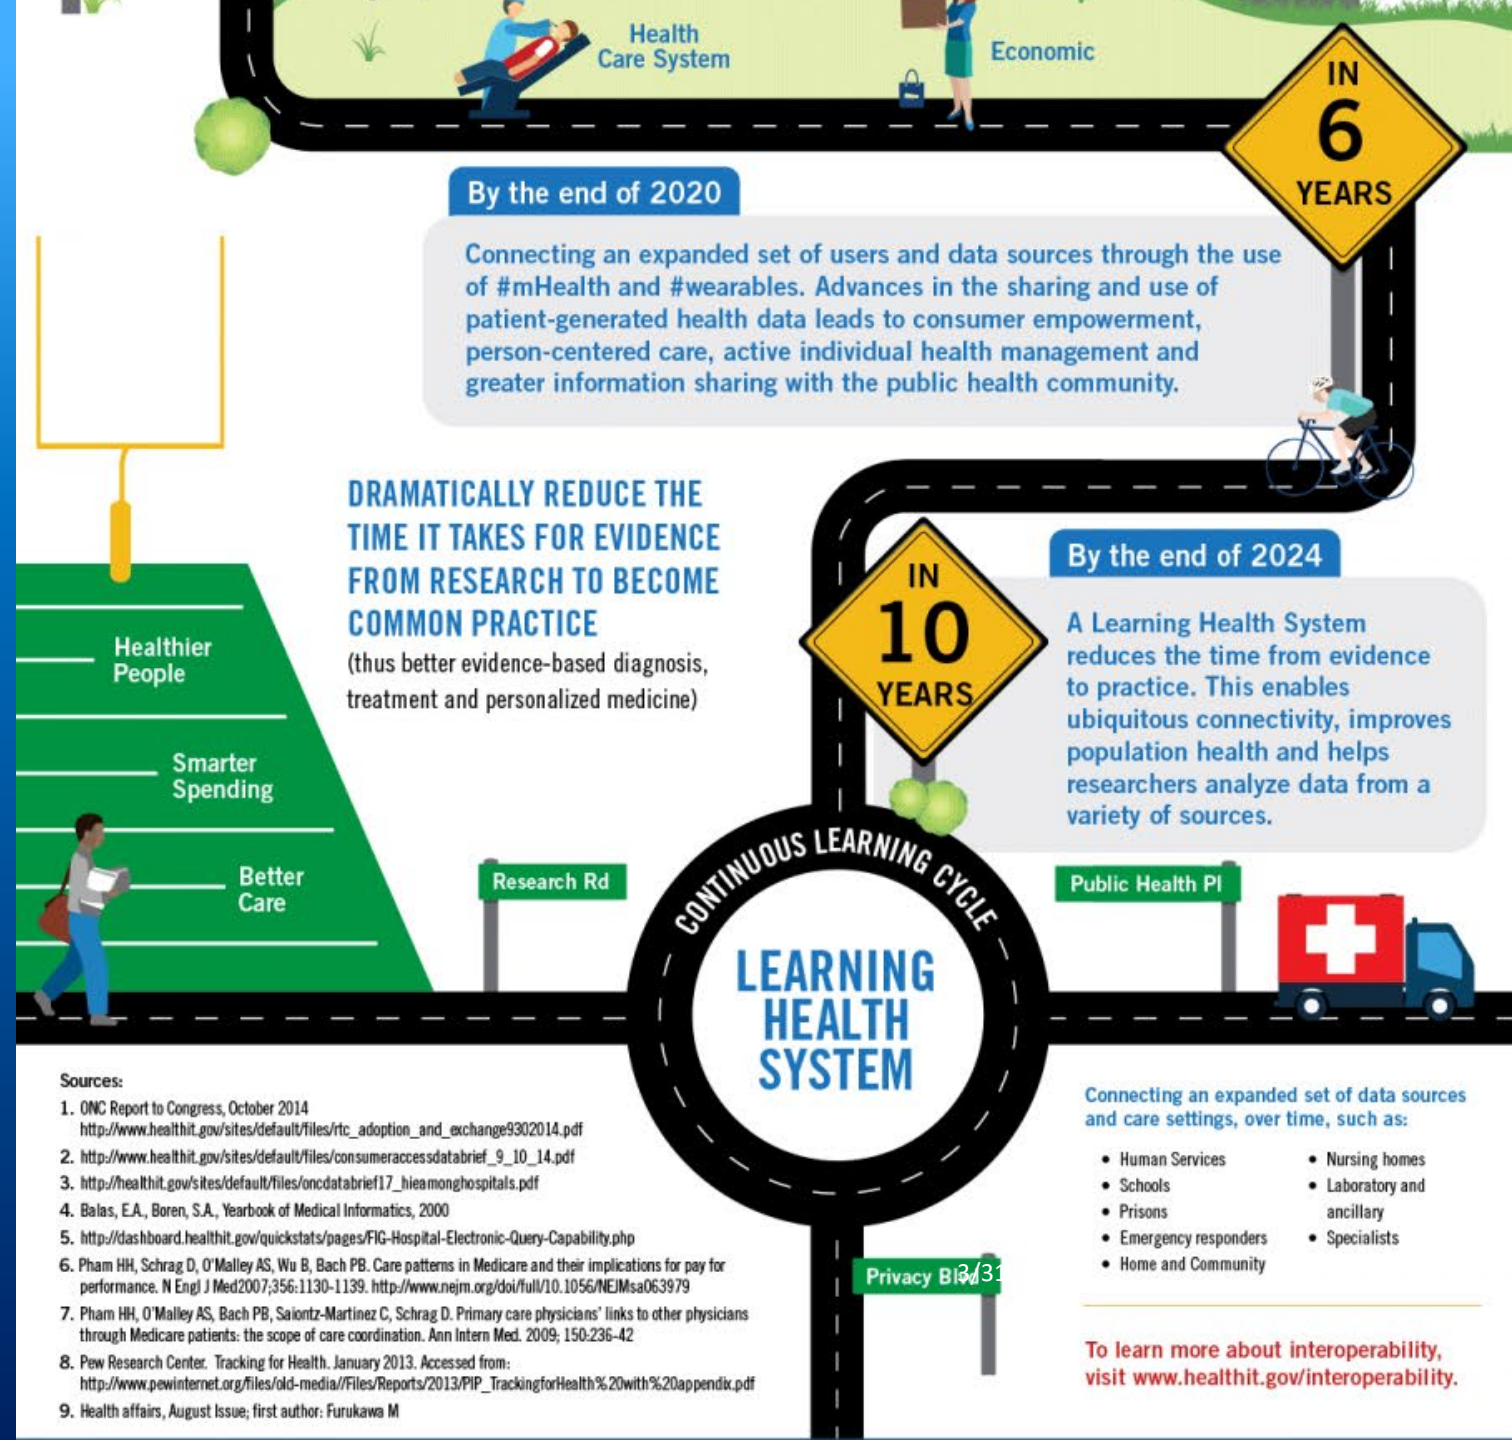 Health
Care System
Economic
IN
6
YEARS
By the end of 2020
Connecting an expanded set of users and data sources through the use
of #mHealth and #wearables. Advances in the sharing and use of
patient-generated health data leads to consumer empowerment,
person-centered care, active individual health management and
greater information sharing with the public health community.
DRAMATICALLY REDUCE THE
TIME IT TAKES FOR EVIDENCE
FROM RESEARCH TO BECOME
COMMON PRACTICE
(thus better evidence-based diagnosis,
treatment and personalized medicine)
IN
10
YEARS
By the end of 2024
A Learning Health System
reduces the time from evidence
to practice. This enables
ubiquitous connectivity, improves
population health and helps
researchers analyze data from a
variety of sources.
Healthier
People
Smarter
Spending
Better
Care
Research Rd
CONTINUOUS LEARNING CYCLE
LEARNING
HEALTH
SYSTEM
Public Health Pl
Sources:
1. ONC Report to Congress, October 2014
http://www.healthit.gov/sites/default/files/rtc_adoption_and_exchange9302014.pdf
2. http://www.healthit.gov/sites/default/files/consumeraccessdatabrief_9_10_14.pdf
3. http://healthit.gov/sites/default/files/oncdatabrief17_hieamonghospitals.pdf
4. Balas, E.A., Boren, S.A., Yearbook of Medical Informatics, 2000
5. http://dashboard.healthit.gov/quickstats/pages/FIG-Hospital-Electronic-Query-Capability.php
6. Pham HH, Schrag D, O'Malley AS, Wu B, Bach PB. Care patterns in Medicare and their implications for pay for
performance. N Engl J Med2007;356:1130-1139. http://www.nejm.org/doi/full/10.1056/NEJMsa063979
7. Pham HH, O'Malley AS, Bach PB, Saiontz-Martinez C, Schrag D. Primary care physicians' links to other physicians
through Medicare patients: the scope of care coordination. Ann Intern Med. 2009; 150:236-42
8. Pew Research Center. Tracking for Health. January 2013. Accessed from:
http://www.pewinternet.org/files/old-media//Files/Reports/2013/PIP_TrackingforHealth%20with%20appendix.pdf
9. Health affairs, August Issue; first author: Furukawa M
Privacy Blvd
3/31
Connecting an expanded set of data sources
and care settings, over time, such as:
• Human Services
• Schools
• Prisons
• Emergency responders
• Home and Community
• Nursing homes
• Laboratory and
ancillary
• Specialists
To learn more about interoperability,
visit www.healthit.gov/interoperability.